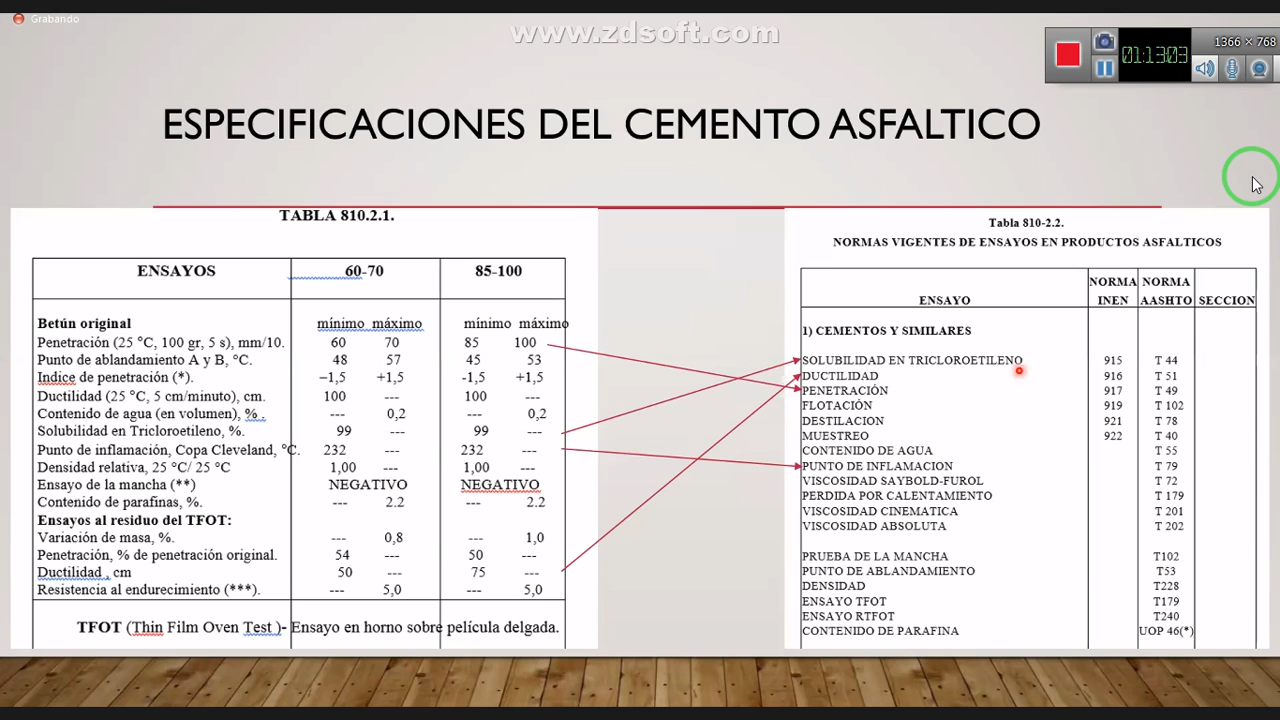 Grabando
www.zdsoft.com
1366 × 768
01:13:03
ESPECIFICACIONES DEL CEMENTO ASFALTICO
TABLA 810.2.1.
ENSAYOS 60-70 85-100
Betún original mínimo máximo mínimo máximo
Penetración (25 °C, 100 gr, 5 s), mm/10. 60 70 85 100
Punto de ablandamiento A y B, °C. 48 57 45 53
Indice de penetración (*). –1,5 +1,5 -1,5 +1,5
Ductilidad (25 °C, 5 cm/minuto), cm. 100 --- 100 ---
Contenido de agua (en volumen), % . --- 0,2 --- 0,2
Solubilidad en Tricloroetileno, %. 99 --- 99 ---
Punto de inflamación, Copa Cleveland, °C. 232 --- 232 ---
Densidad relativa, 25 °C/ 25 °C 1,00 --- 1,00 ---
Ensayo de la mancha (**) NEGATIVO NEGATIVO
Contenido de parafinas, %. --- 2.2 --- 2.2
Ensayos al residuo del TFOT:
Variación de masa, %. --- 0,8 --- 1,0
Penetración, % de penetración original. 54 --- 50 ---
Ductilidad , cm 50 --- 75 ---
Resistencia al endurecimiento (***). --- 5,0 --- 5,0
TFOT (Thin Film Oven Test )- Ensayo en horno sobre película delgada.
Tabla 810-2.2.
NORMAS VIGENTES DE ENSAYOS EN PRODUCTOS ASFALTICOS
NORMA NORMA
ENSAYO INEN AASHTO SECCION
1) CEMENTOS Y SIMILARES
SOLUBILIDAD EN TRICLOROETILENO 915 T 44
DUCTILIDAD 916 T 51
PENETRACIÓN 917 T 49
FLOTACIÓN 919 T 102
DESTILACION 921 T 78
MUESTREO 922 T 40
CONTENIDO DE AGUA T 55
PUNTO DE INFLAMACION T 79
VISCOSIDAD SAYBOLD-FUROL T 72
PERDIDA POR CALENTAMIENTO T 179
VISCOSIDAD CINEMATICA T 201
VISCOSIDAD ABSOLUTA T 202
PRUEBA DE LA MANCHA T102
PUNTO DE ABLANDAMIENTO T53
DENSIDAD T228
ENSAYO TFOT T179
ENSAYO RTFOT T240
CONTENIDO DE PARAFINA UOP 46(*)